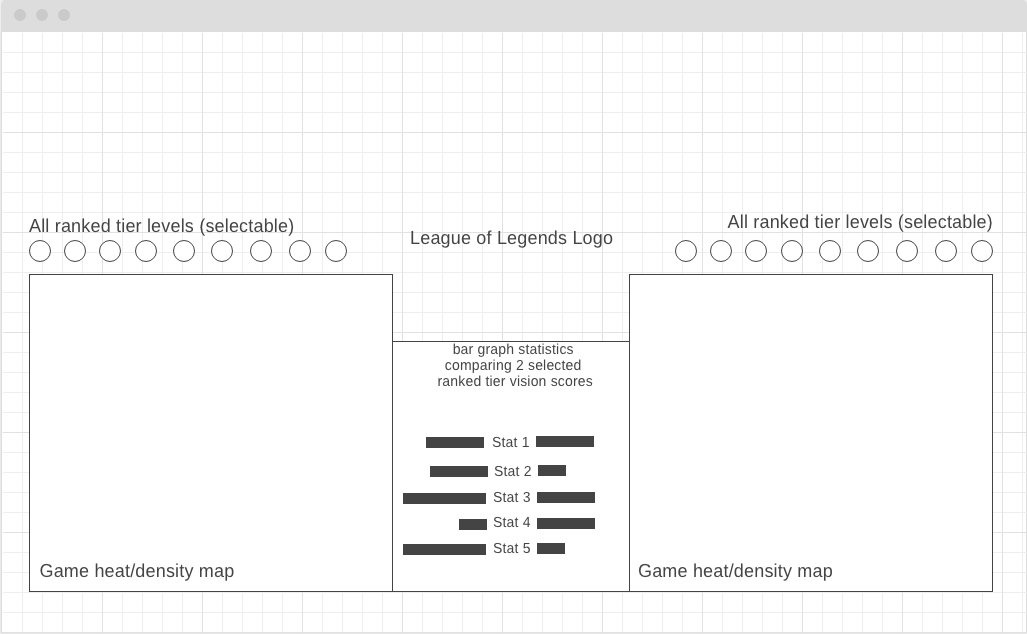 All ranked tier levels (selectable)
All ranked tier levels (selectable)
League of Legends Logo
bar graph statistics
comparing 2 selected
ranked tier vision scores
Stat 1
Stat 2
Stat 3
Stat 4
Stat 5
Game heat/density map
Game heat/density map